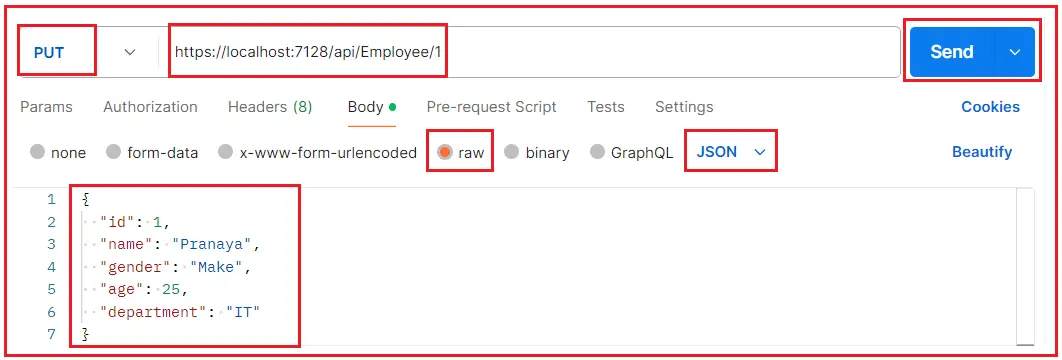 PUT https://localhost:7128/api/Employee/1 Send
Params Authorization Headers (8) Body Pre-request Script Tests Settings Cookies
none form-data x-www-form-urlencoded raw binary GraphQL JSON Beautify
1 {
2 "id": 1,
3 "name": "Pranaya",
4 "gender": "Make",
5 "age": 25,
6 "department": "IT"
7 }